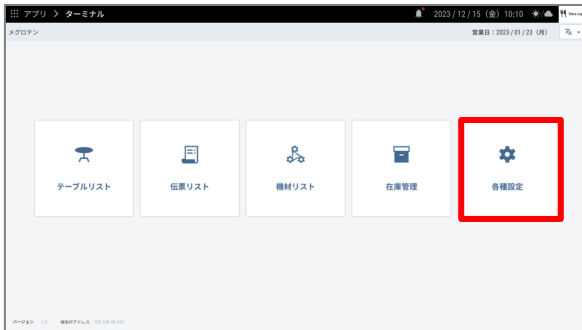 アプリ > ターミナル 2023/12/15 (金) 10:10
メグロテン 営業日：2023/01/23 (月)
テーブルリスト 伝票リスト 機材リスト 在庫管理 各種設定
バージョン 1.0 端末IPアドレス